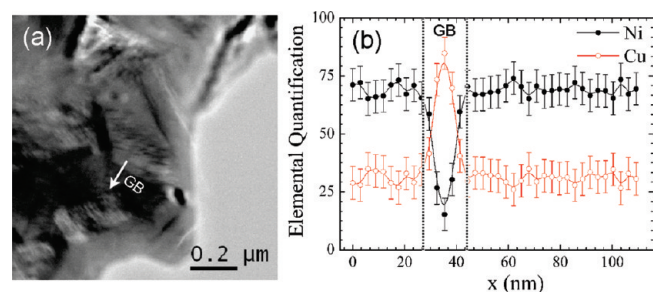 (a)
GB
0.2 μm
(b)
GB
Ni
Cu
Elemental Quantification
100
75
50
25
0
0 20 40 60 80 100
x (nm)